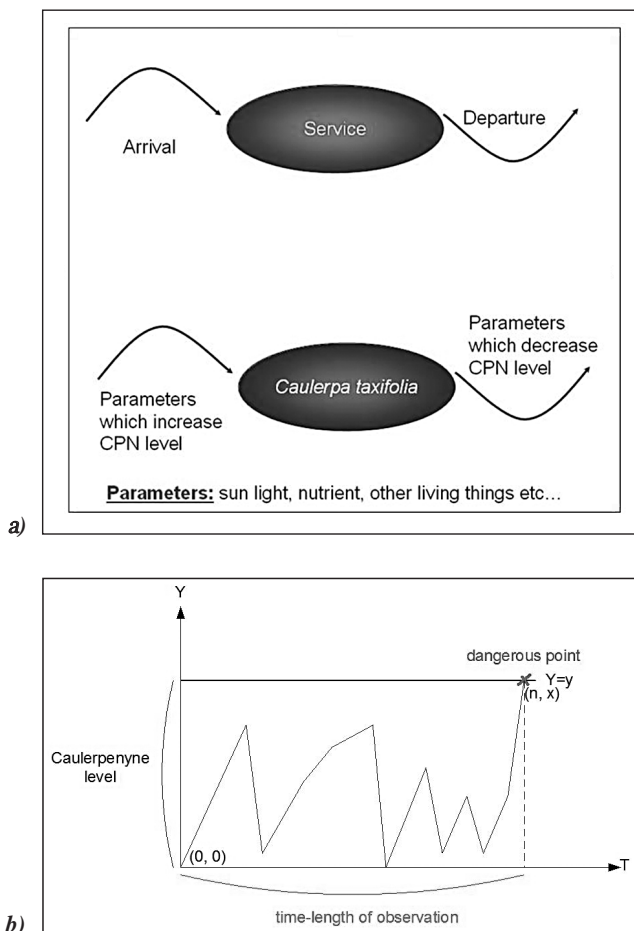 Arrival
Service
Departure
Parameters
which increase
CPN level
Caulerpa taxifolia
Parameters
which decrease
CPN level
Parameters: sun light, nutrient, other living things etc...
a)
Y
dangerous point
Y=y
(n, x)
Caulerpenyne
level
(0, 0)
T
time-length of observation
b)